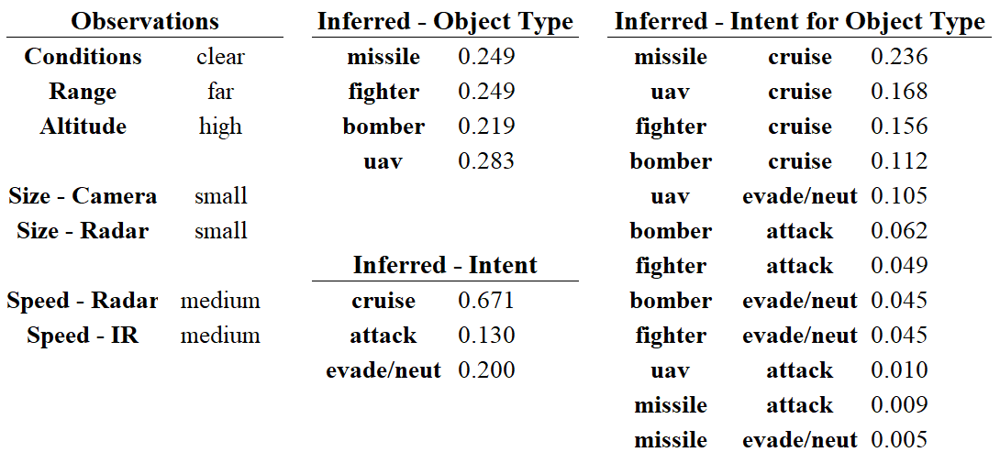 Observations
Conditions clear
Range far
Altitude high
Size - Camera small
Size - Radar small
Speed - Radar medium
Speed - IR medium
Inferred - Object Type
missile 0.249
fighter 0.249
bomber 0.219
uav 0.283
Inferred - Intent
cruise 0.671
attack 0.130
evade/neut 0.200
Inferred - Intent for Object Type
missile cruise 0.236
uav cruise 0.168
fighter cruise 0.156
bomber cruise 0.112
uav evade/neut 0.105
bomber attack 0.062
fighter attack 0.049
bomber evade/neut 0.045
fighter evade/neut 0.045
uav attack 0.010
missile attack 0.009
missile evade/neut 0.005